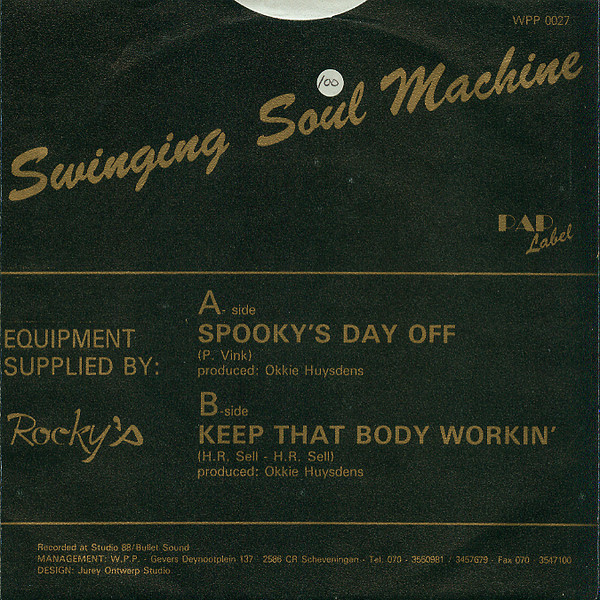 WPP 0027
100
Swinging Soul Machine
PAP
Label
A- side
SPOOKY'S DAY OFF
(P. Vink)
produced: Okkie Huysdens
EQUIPMENT
SUPPLIED BY:
Rocky's
B-side
KEEP THAT BODY WORKIN'
(H.R. Sell - H.R. Sell)
produced: Okkie Huysdens
Recorded at Studio 88/Bullet Sound
MANAGEMENT: W.P.P. - Gevers Deynootplein 137 - 2586 CR Scheveningen - Tel. 070 - 3550981 / 3457679 - Fax 070 - 3547100
DESIGN: Jurey Ontwerp Studio